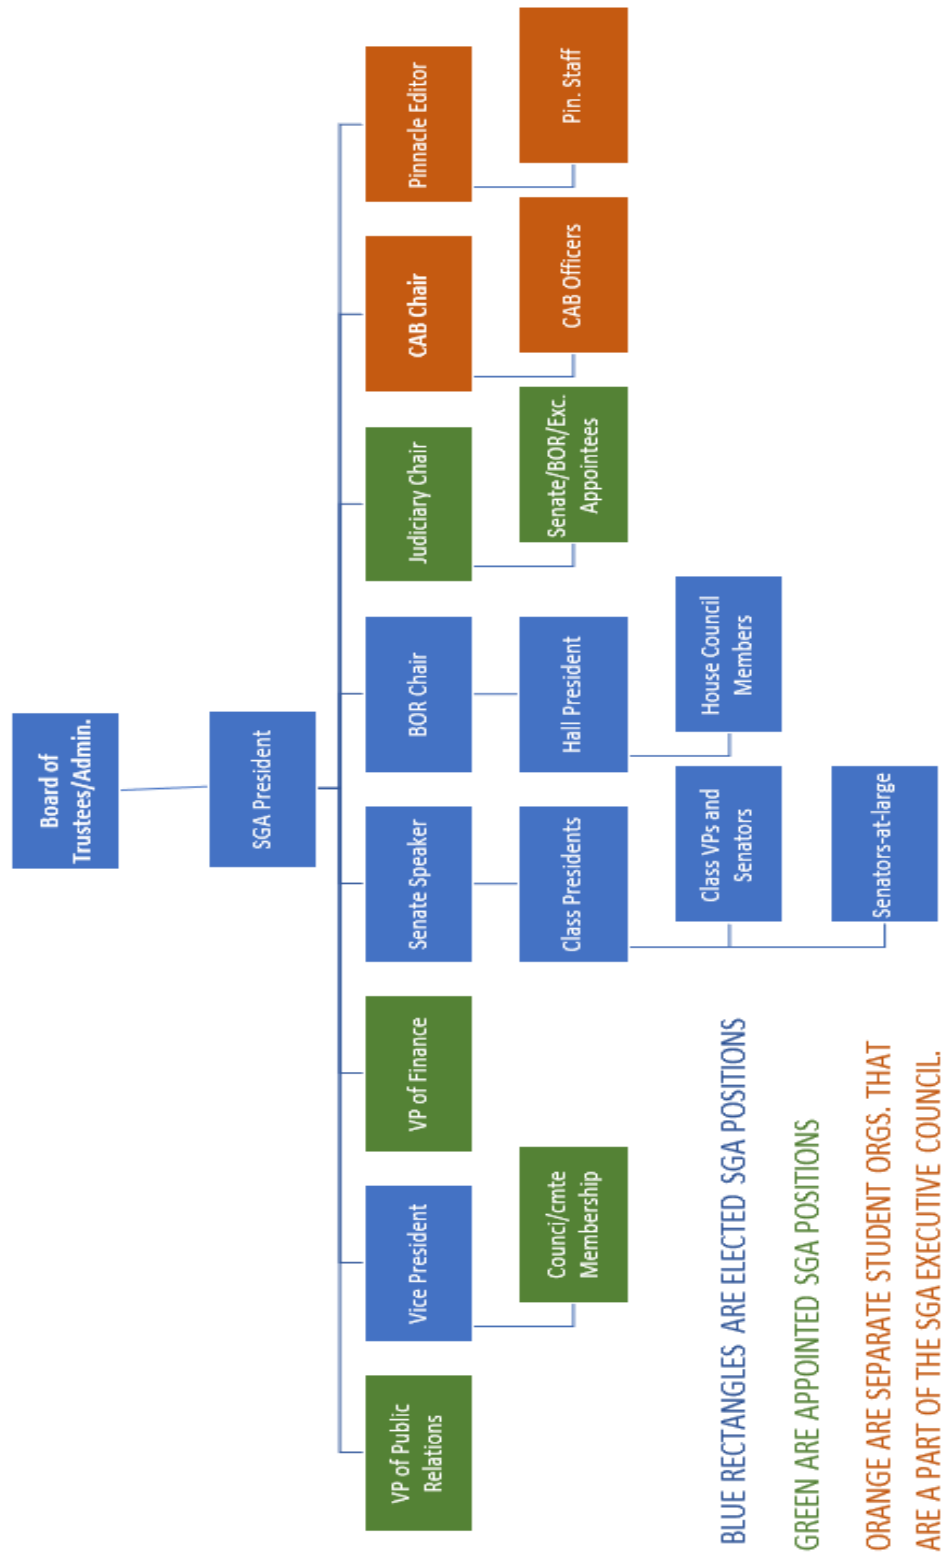 Board of
Trustees/Admin.
SGA President
VP of Public
Relations
Vice President
VP of Finance
Senate Speaker
BOR Chair
Judiciary Chair
CAB Chair
Pinnacle Editor
Counci/cmte
Membership
Class Presidents
Hall President
Senate/BOR/Exc.
Appointees
CAB Officers
Pin. Staff
Class VPs and
Senators
House Council
Members
Senators-at-large
BLUE RECTANGLES ARE ELECTED SGA POSITIONS
GREEN ARE APPOINTED SGA POSITIONS
ORANGE ARE SEPARATE STUDENT ORGS. THAT
ARE A PART OF THE SGA EXECUTIVE COUNCIL.